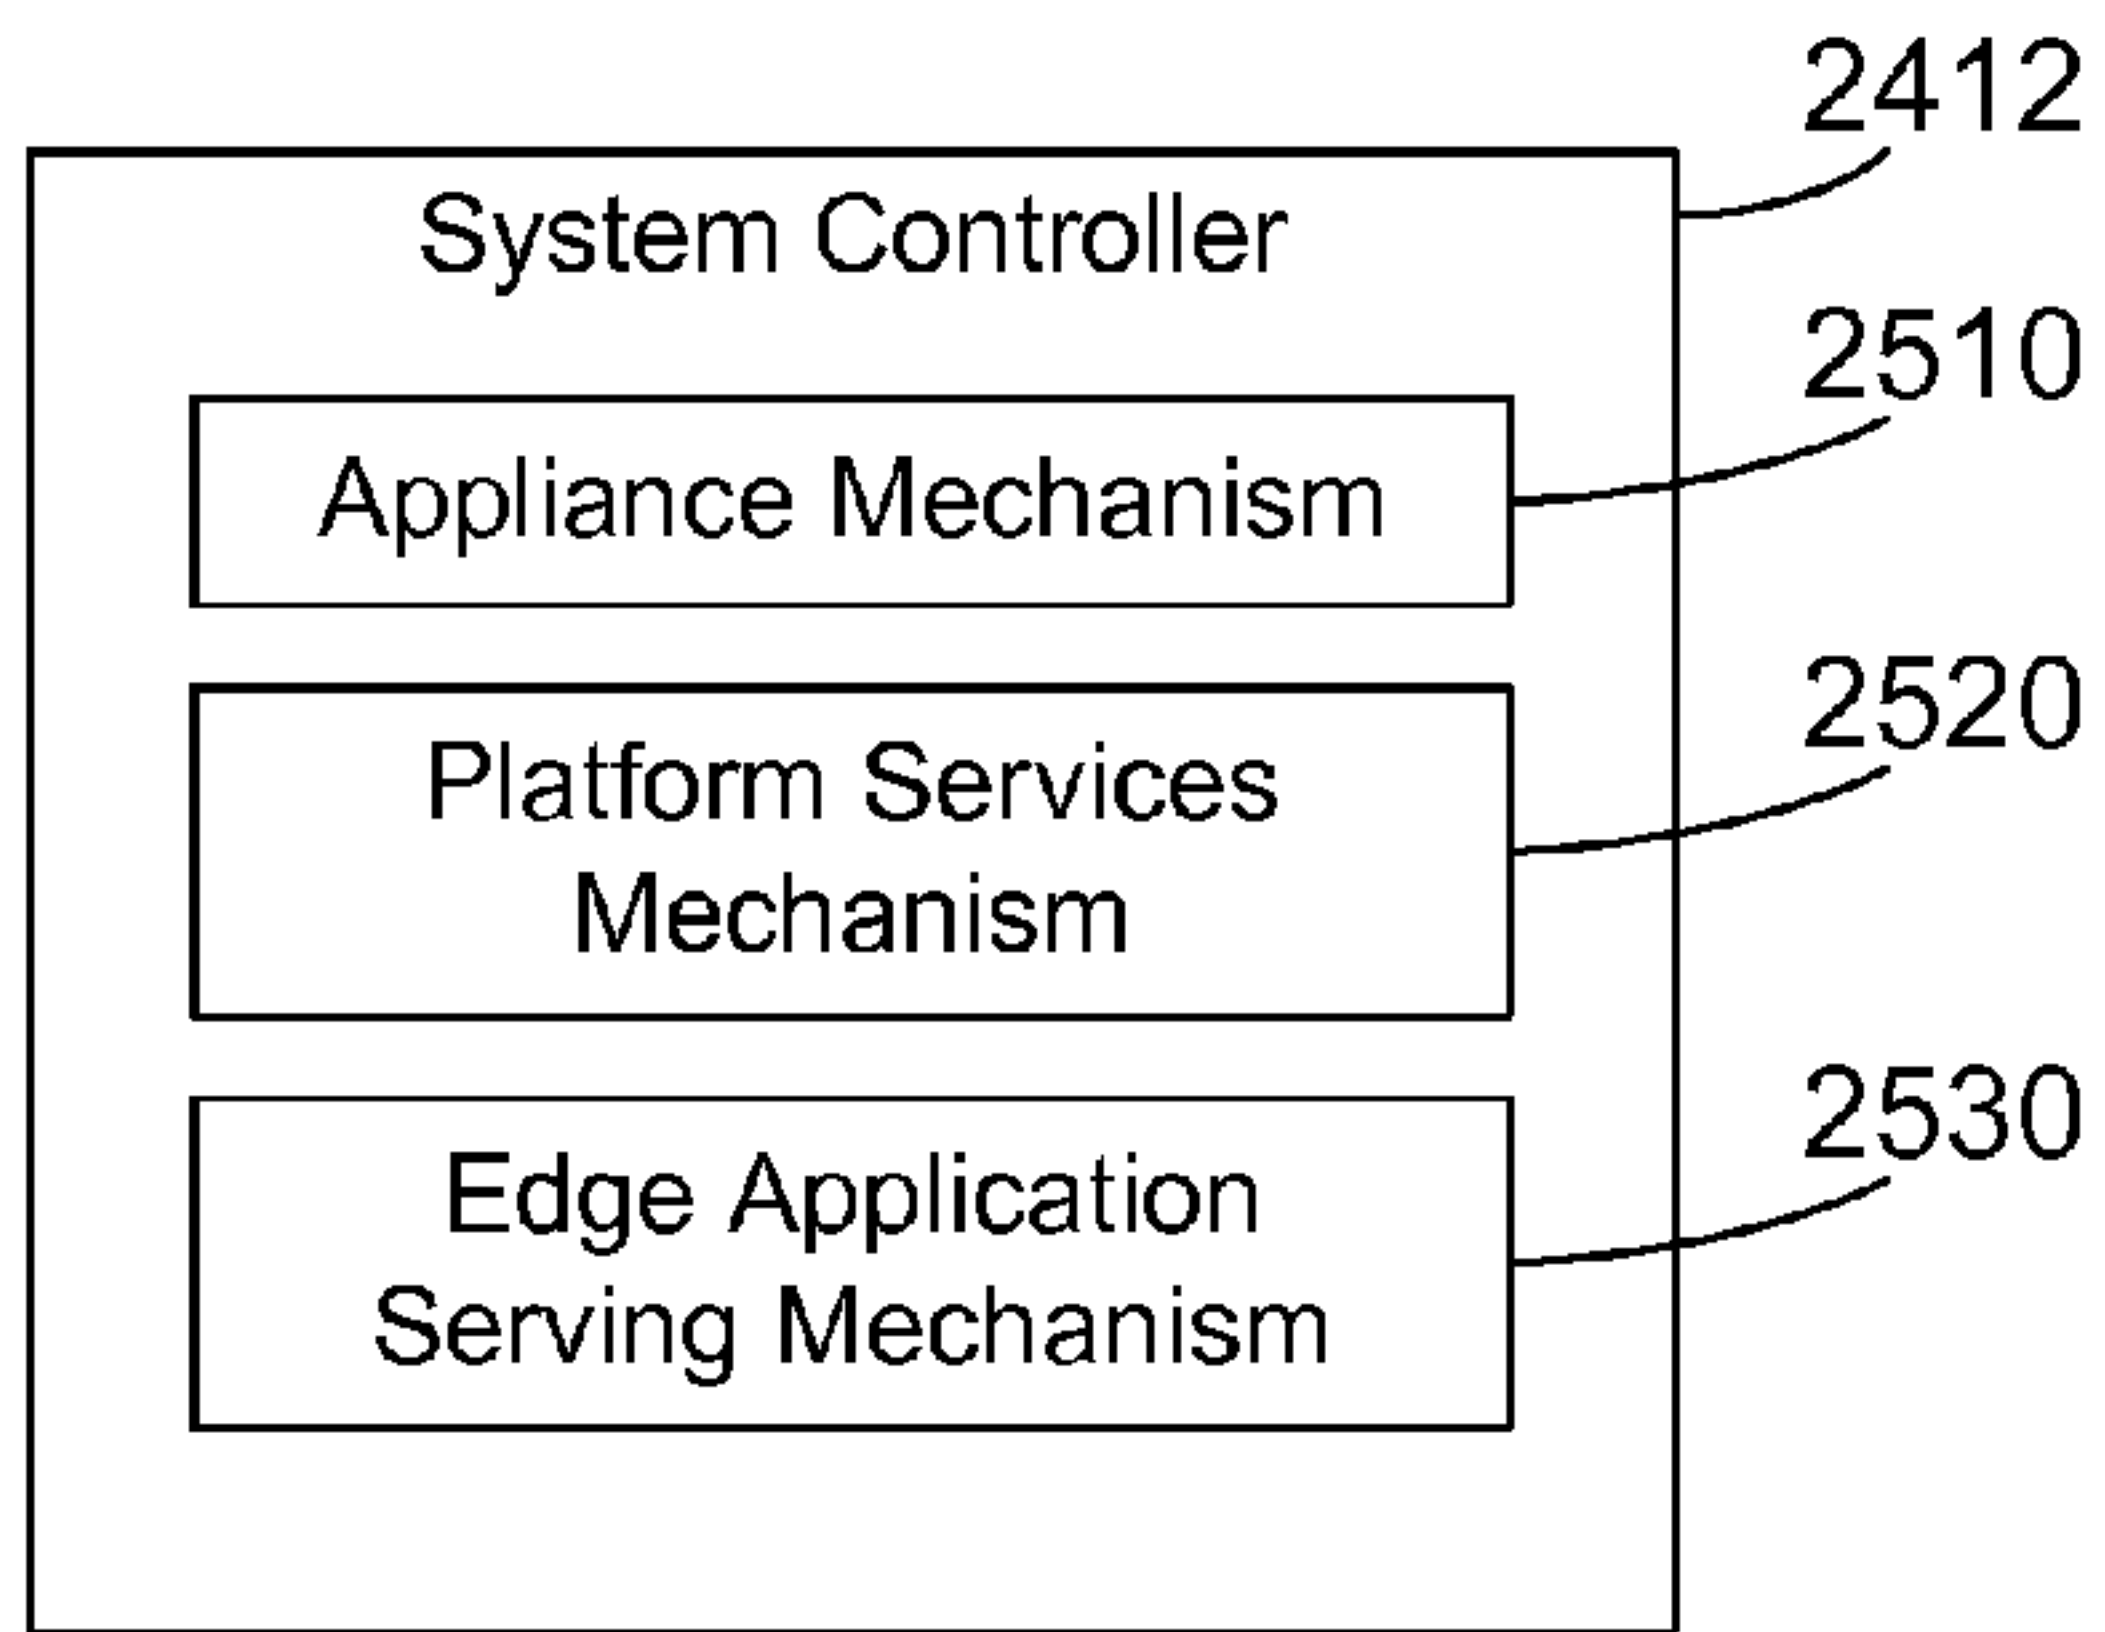 2412
System Controller
2510
Appliance Mechanism
2520
Platform Services
Mechanism
2530
Edge Application
Serving Mechanism